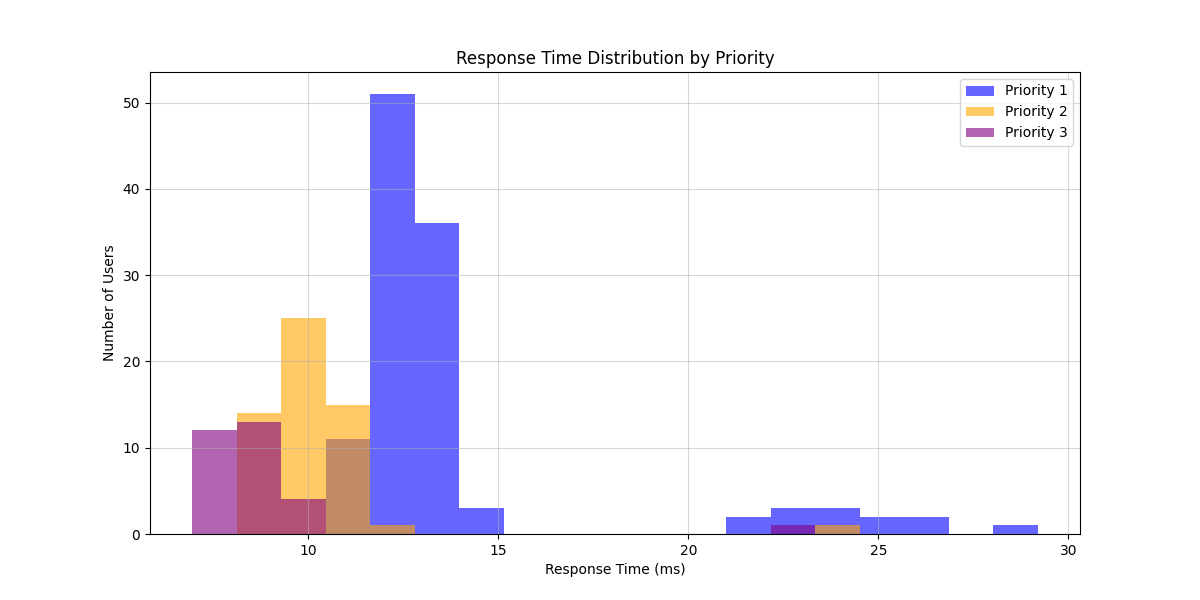 Response Time Distribution by Priority
Priority 1
Priority 2
Priority 3
Number of Users
50
40
30
20
10
0
10 15 20 25 30
Response Time (ms)